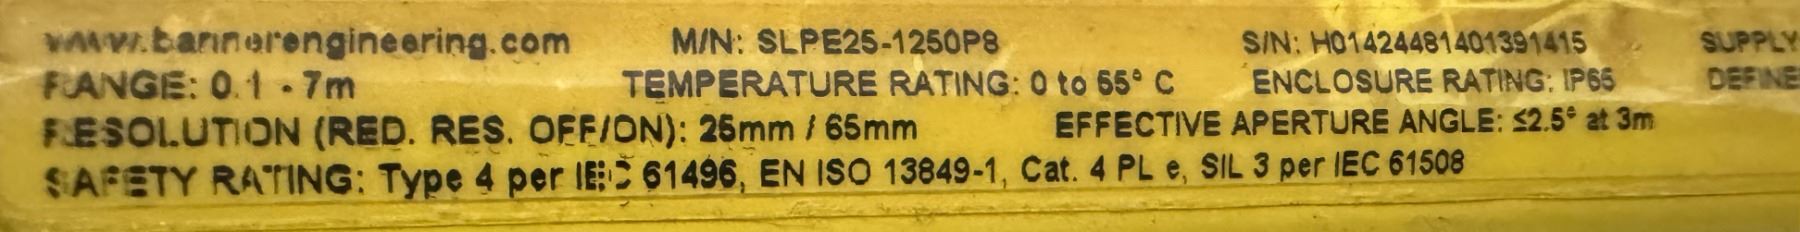 www.bannerengineering.com M/N: SLPE25-1250P8 S/N: H01424481401391415 SUPPLY
RANGE: 0.1 - 7m TEMPERATURE RATING: 0 to 55° C ENCLOSURE RATING: IP65 DEFINE
RESOLUTION (RED. RES. OFF/ON): 25mm / 65mm EFFECTIVE APERTURE ANGLE: ≤2.5° at 3m
SAFETY RATING: Type 4 per IEC 61496, EN ISO 13849-1, Cat. 4 PL e, SIL 3 per IEC 61508